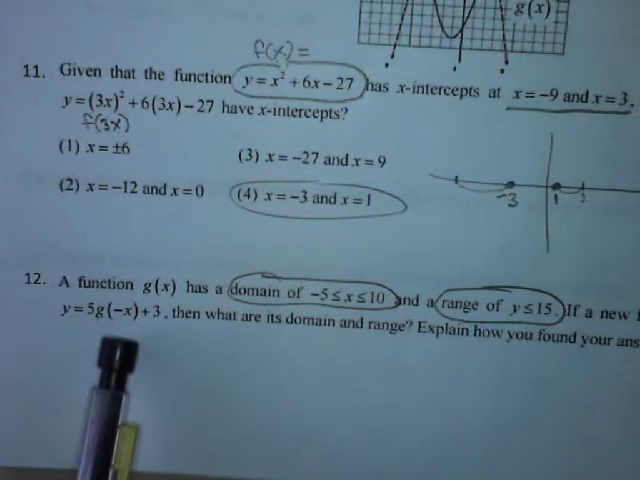 g(x)
f(x) =
11. Given that the function y = x² + 6x − 27 has x-intercepts at x = −9 and x = 3,
y = (3x)² + 6(3x) − 27 have x-intercepts?
f(3x)
(1) x = ±6
(3) x = −27 and x = 9
(2) x = −12 and x = 0
(4) x = −3 and x = 1
-3 1
12. A function g(x) has a domain of −5 ≤ x ≤ 10 and a range of y ≤ 15. If a new
y = 5g(−x) + 3, then what are its domain and range? Explain how you found your